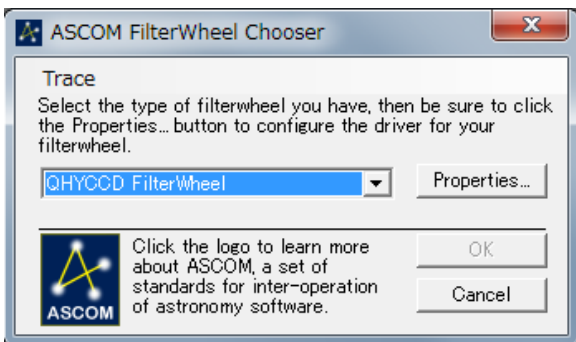 ASCOM FilterWheel Chooser
Trace
Select the type of filterwheel you have, then be sure to click
the Properties... button to configure the driver for your
filterwheel.
QHYCCD FilterWheel
Properties...
Click the logo to learn more
about ASCOM, a set of
standards for inter-operation
of astronomy software.
ASCOM
OK
Cancel